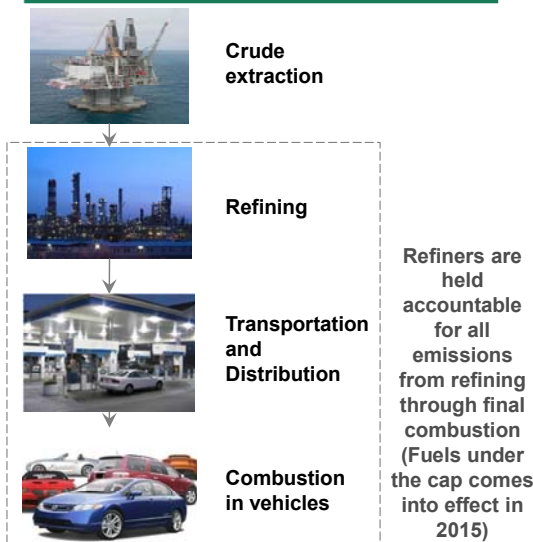 Crude
extraction
Refining
Transportation
and
Distribution
Combustion
in vehicles
Refiners are
held
accountable
for all
emissions
from refining
through final
combustion
(Fuels under
the cap comes
into effect in
2015)